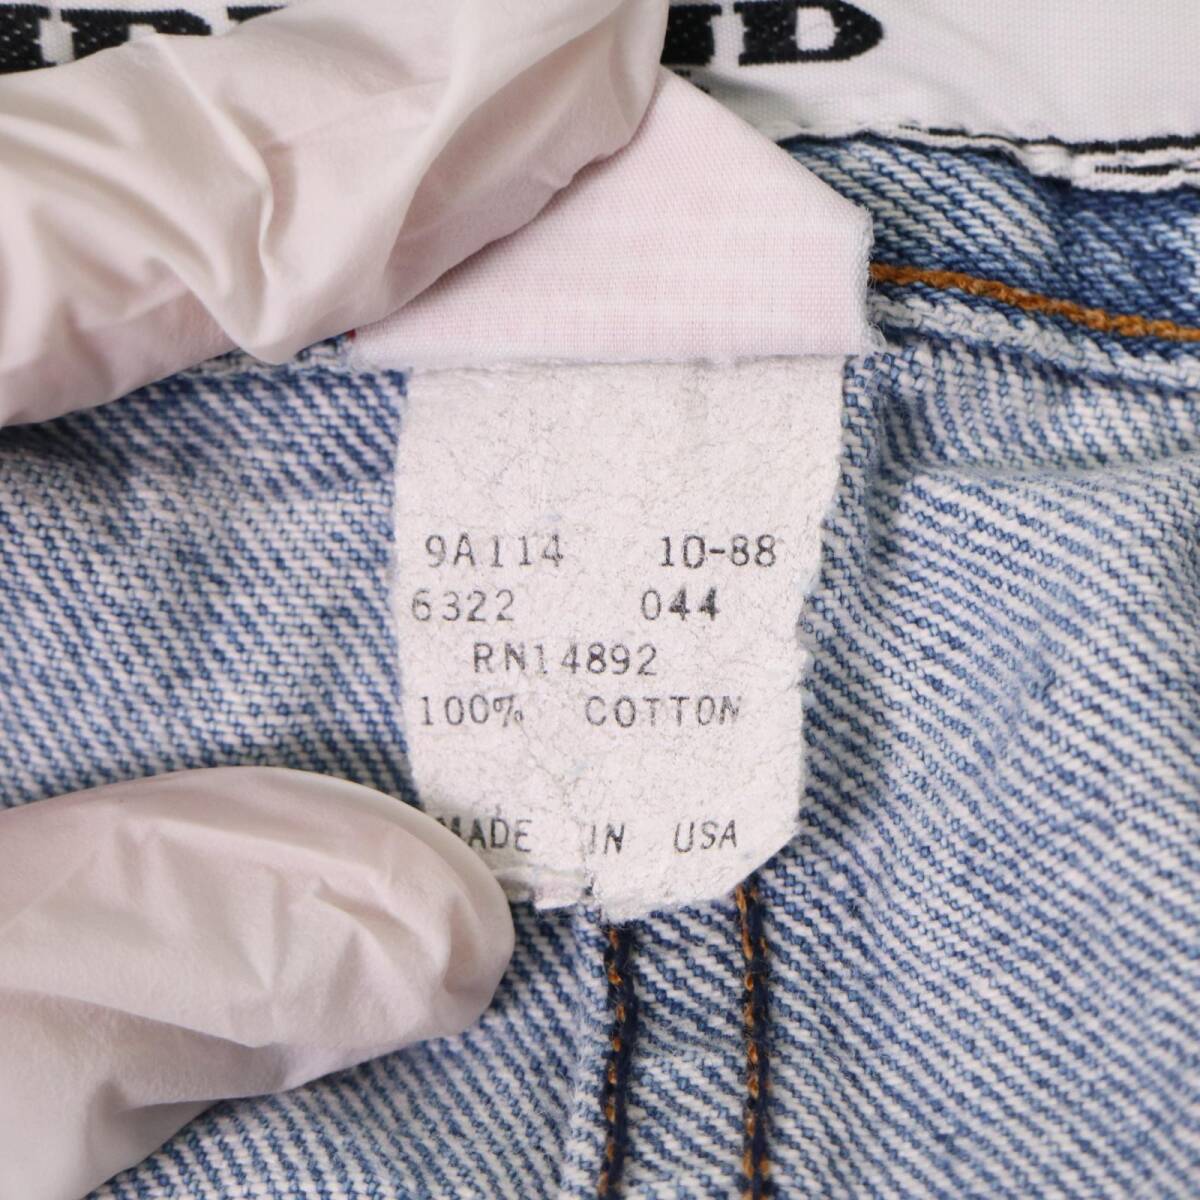 9A114 10-88
6322 044
RN14892
100% COTTON
MADE IN USA